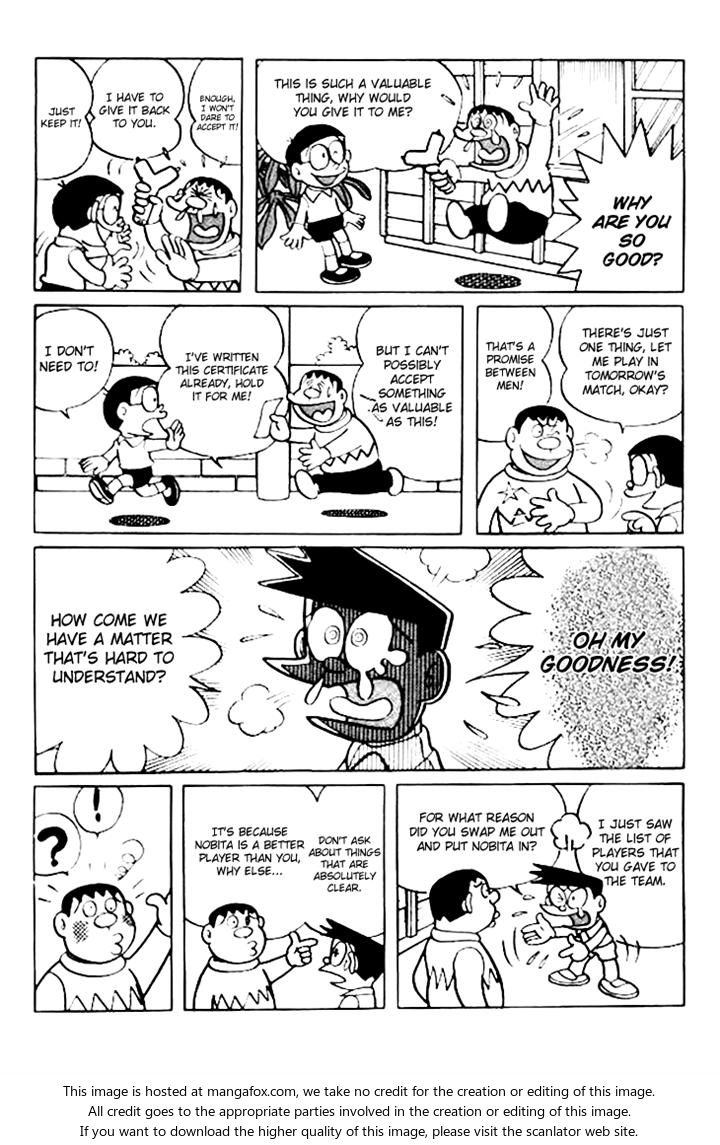 WHY
ARE YOU
SO
GOOD?
THIS IS SUCH A VALUABLE
THING, WHY WOULD
YOU GIVE IT TO ME?
ENOUGH,
I WON'T
DARE TO
ACCEPT IT!
I HAVE TO
GIVE IT BACK
TO YOU.
JUST
KEEP IT!
THERE'S JUST
ONE THING, LET
ME PLAY IN
TOMORROW'S
MATCH, OKAY?
THAT'S A
PROMISE
BETWEEN
MEN!
BUT I CAN'T
POSSIBLY
ACCEPT
SOMETHING
AS VALUABLE
AS THIS!
I'VE WRITTEN
THIS CERTIFICATE
ALREADY, HOLD
IT FOR ME!
I DON'T
NEED TO!
OH MY
GOODNESS!
HOW COME WE
HAVE A MATTER
THAT'S HARD TO
UNDERSTAND?
I JUST SAW
THE LIST OF
PLAYERS THAT
YOU GAVE TO
THE TEAM.
FOR WHAT REASON
DID YOU SWAP ME OUT
AND PUT NOBITA IN?
DON'T ASK
ABOUT THINGS
THAT ARE
ABSOLUTELY
CLEAR.
IT'S BECAUSE
NOBITA IS A BETTER
PLAYER THAN YOU,
WHY ELSE...
!
?
This image is hosted at mangafox.com, we take no credit for the creation or editing of this image.
All credit goes to the appropriate parties involved in the creation or editing of this image.
If you want to download the higher quality of this image, please visit the scanlator web site.